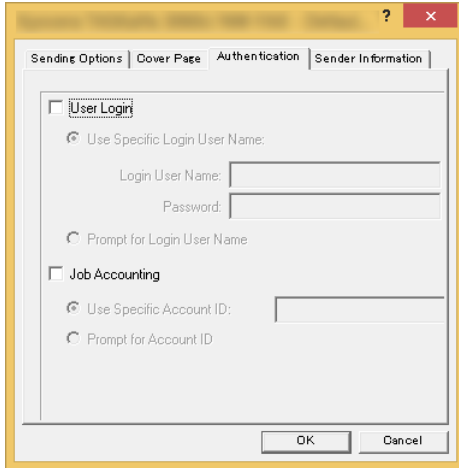 ?
Sending Options Cover Page Authentication Sender Information
User Login
Use Specific Login User Name:
Login User Name:
Password:
Prompt for Login User Name
Job Accounting
Use Specific Account ID:
Prompt for Account ID
OK Cancel